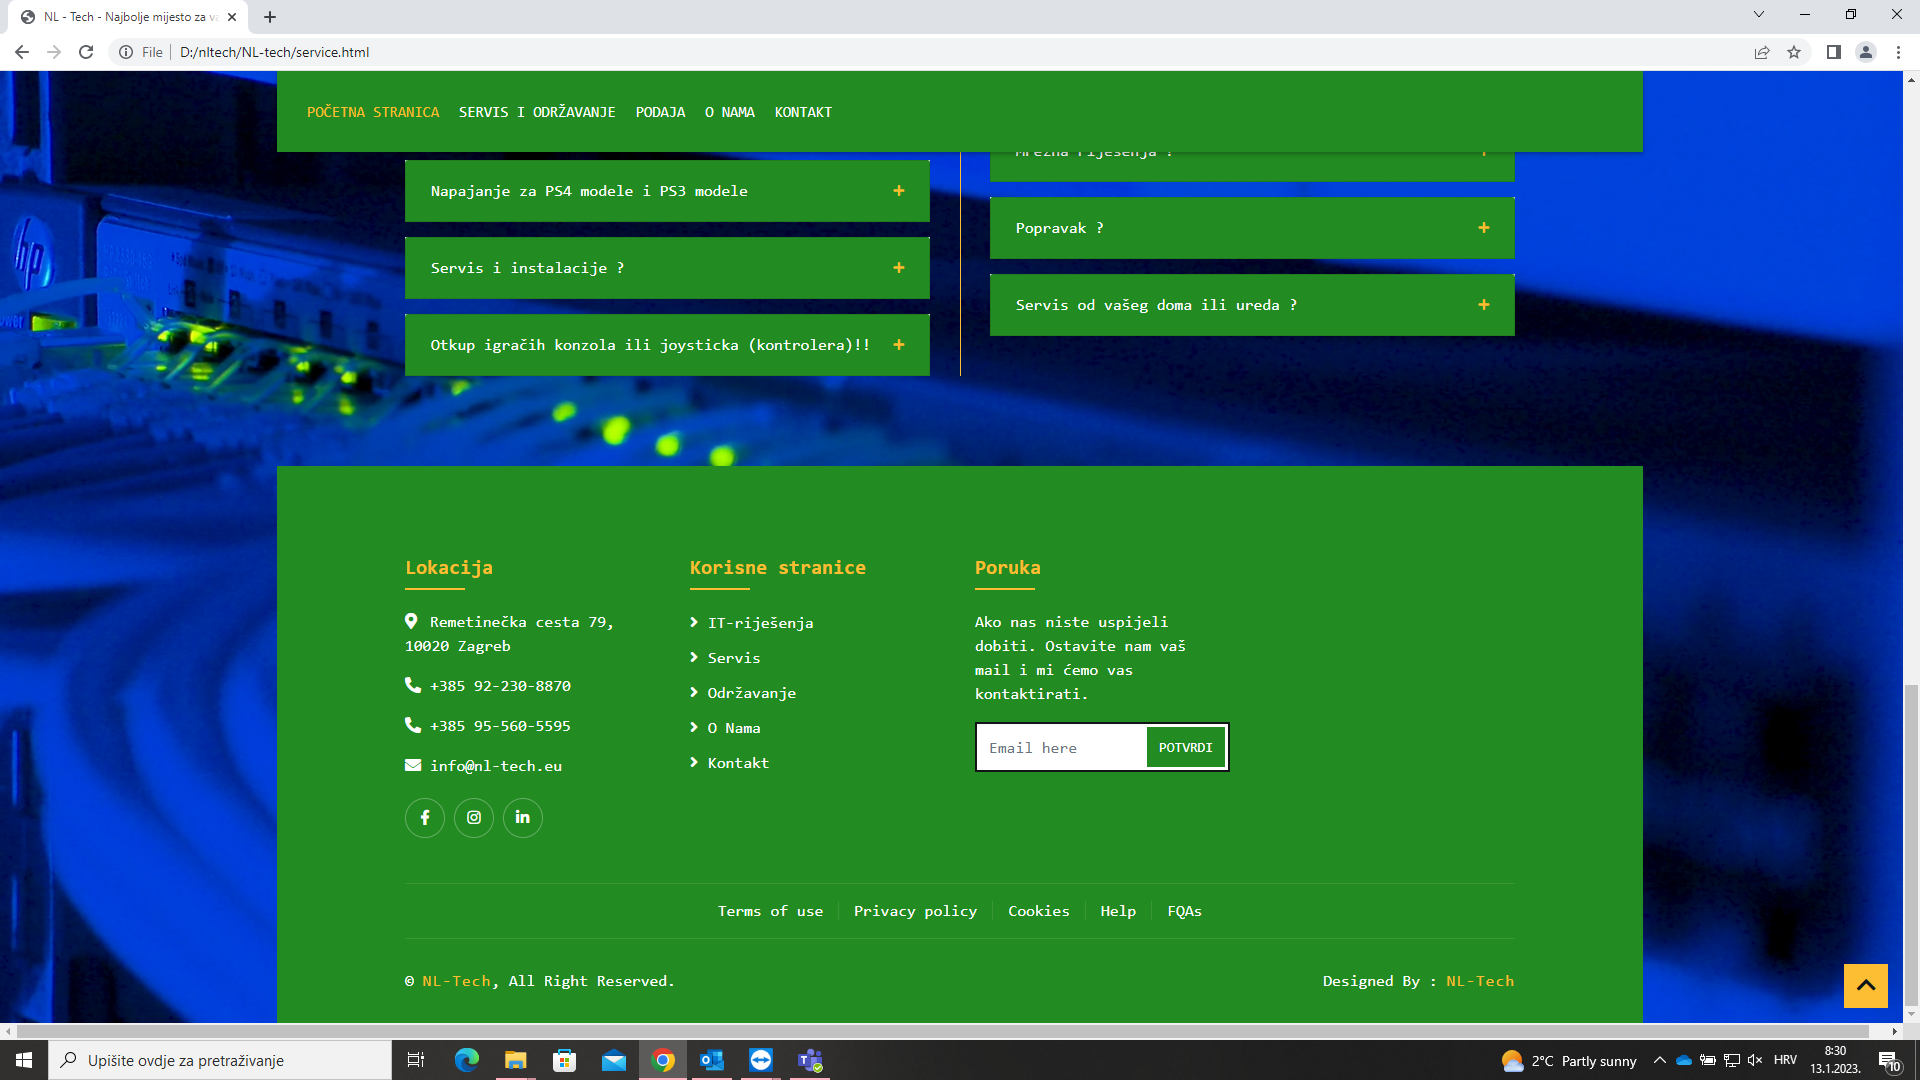 NL - Tech - Najbolje mijesto za va
File
D:/nltech/NL-tech/service.html
POČETNA STRANICA SERVIS I ODRŽAVANJE PODAJA O NAMA KONTAKT
Mrežna riješenja ?
Napajanje za PS4 modele i PS3 modele
Popravak ?
Servis i instalacije ?
Servis od vašeg doma ili ureda ?
Otkup igračih konzola ili joysticka (kontrolera)!!
hp
Lokacija
Remetinečka cesta 79,
10020 Zagreb
+385 92-230-8870
+385 95-560-5595
info@nl-tech.eu
Korisne stranice
IT-riješenja
Servis
Održavanje
O Nama
Kontakt
Poruka
Ako nas niste uspijeli
dobiti. Ostavite nam vaš
mail i mi ćemo vas
kontaktirati.
Email here POTVRDI
Terms of use Privacy policy Cookies Help FQAs
© NL-Tech, All Right Reserved.
Designed By : NL-Tech
Upišite ovdje za pretraživanje
2°C Partly sunny
HRV
8:30
13.1.2023.
10